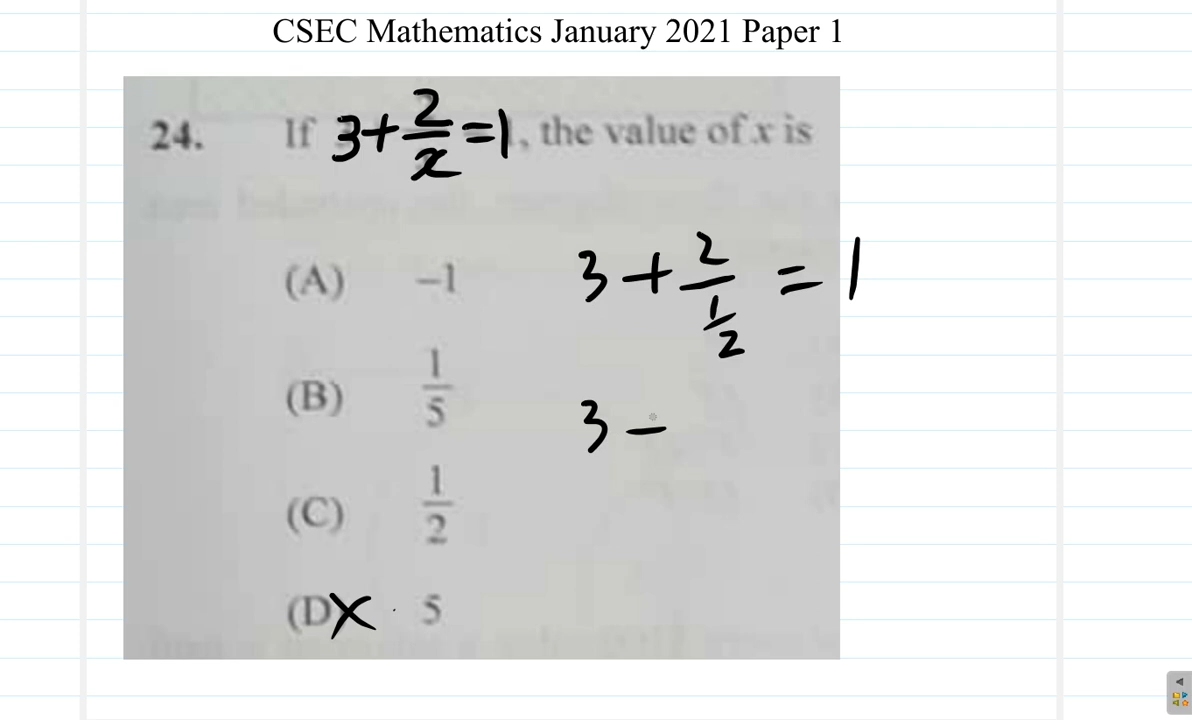 CSEC Mathematics January 2021 Paper 1
24. If 3+2/x=1, the value of x is
(A) −1
3+2/(1/2) = 1
(B) 1/5
3 −
(C) 1/2
(DX 5